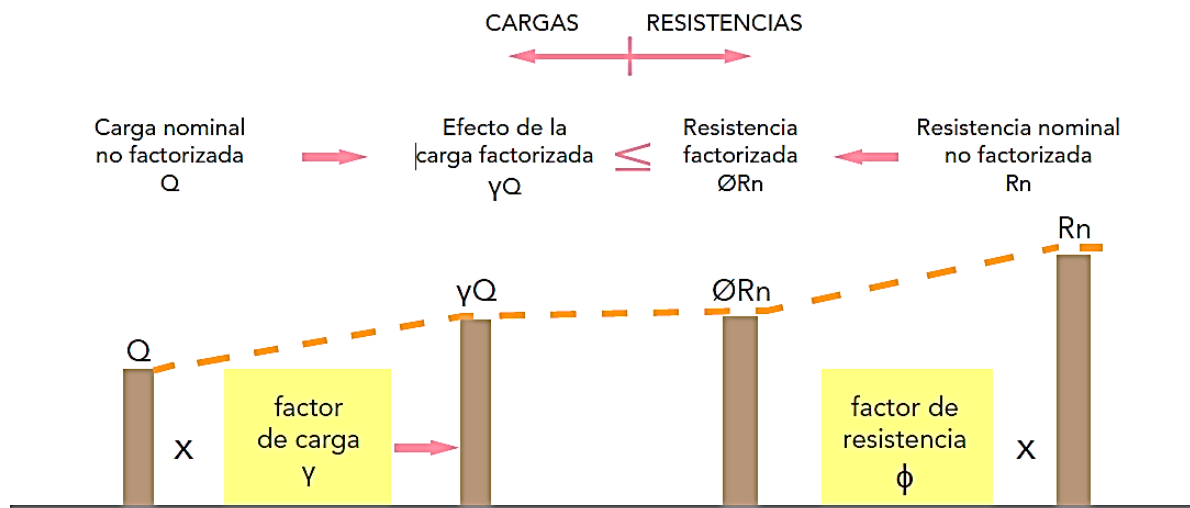 CARGAS
RESISTENCIAS
Carga nominal
no factorizada
Q
Efecto de la
carga factorizada
γQ
≤
Resistencia
factorizada
ØRn
Resistencia nominal
no factorizada
Rn
Q
x
factor
de carga
γ
γQ
ØRn
factor de
resistencia
ϕ
x
Rn